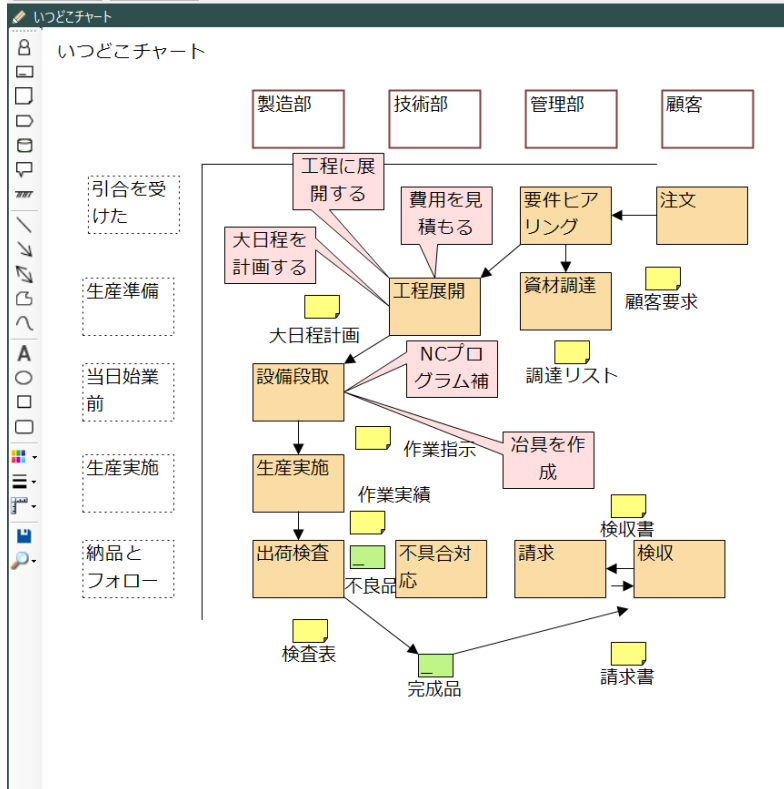 いつどこチャート
いつどこチャート
製造部
技術部
管理部
顧客
引合を受
けた
工程に展
開する
費用を見
積もる
要件ヒア
リング
注文
大日程を
計画する
生産準備
工程展開
資材調達
顧客要求
大日程計画
NCプロ
グラム補
調達リスト
当日始業
前
設備段取
作業指示
冶具を作
成
生産実施
生産実施
作業実績
検収書
納品と
フォロー
出荷検査
不良品
不具合対
応
請求
検収
検査表
完成品
請求書
A